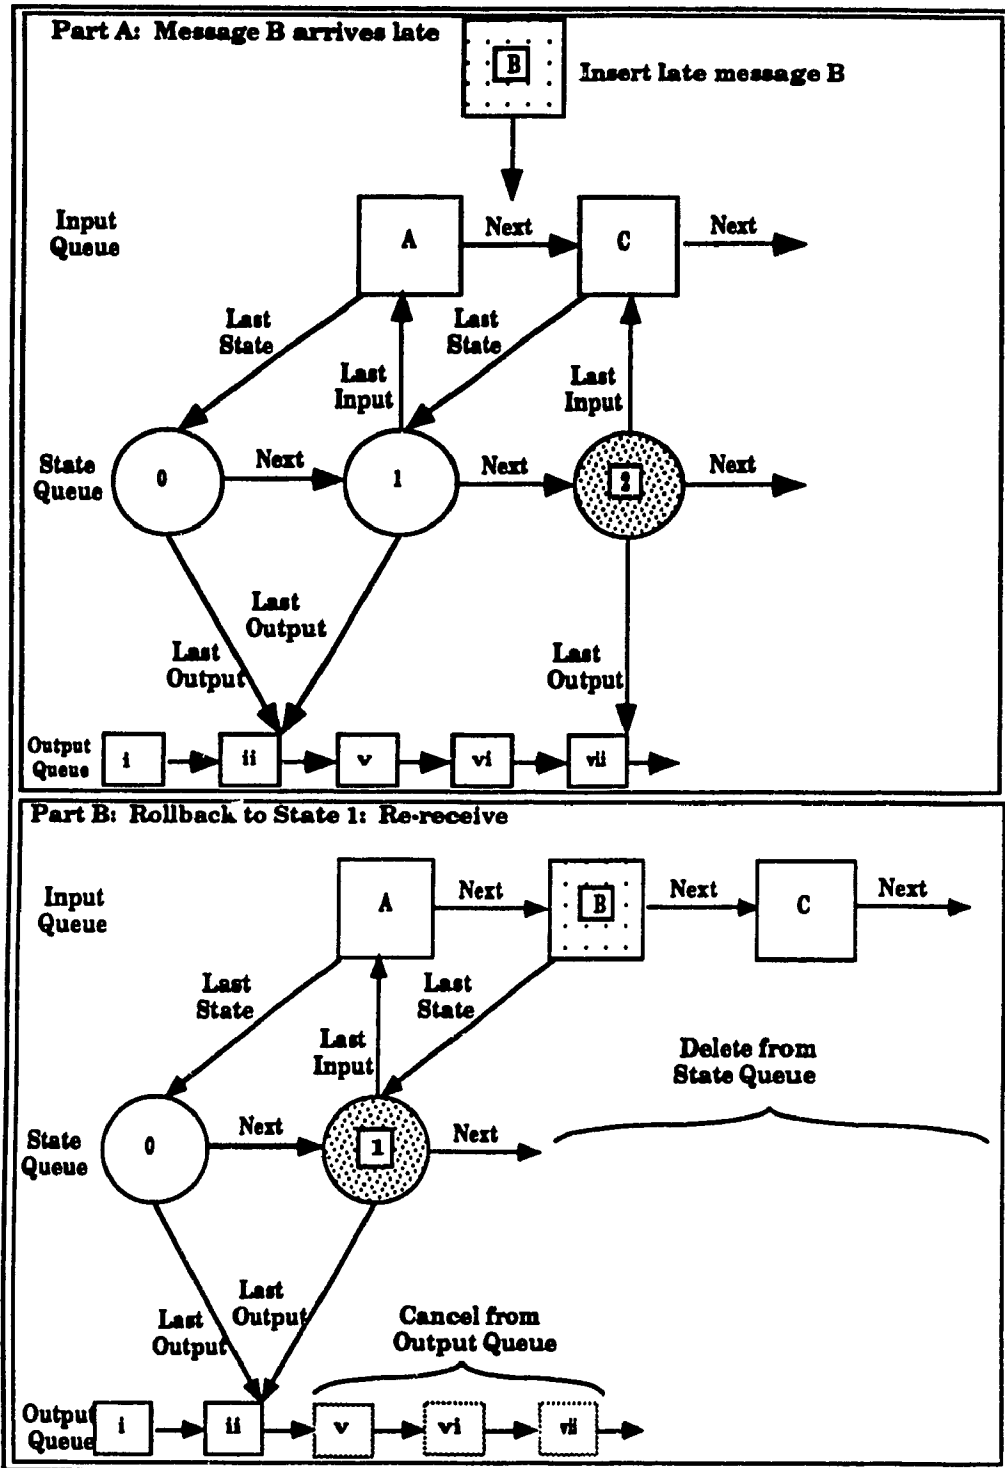 Part A: Message B arrives late
B
Insert late message B
Input
Queue
A
Next
C
Next
Last
State
Last
Input
Last
State
Last
Input
State
Queue
0
Next
1
Next
2
Next
Last
Output
Last
Output
Last
Output
Output
Queue
i
ii
v
vi
vii
Part B: Rollback to State 1: Re-receive
Input
Queue
A
Next
B
Next
C
Next
Last
State
Last
Input
Last
State
Delete from
State Queue
State
Queue
0
Next
1
Next
Last
Output
Last
Output
Cancel from
Output Queue
Output
Queue
i
ii
v
vi
vii